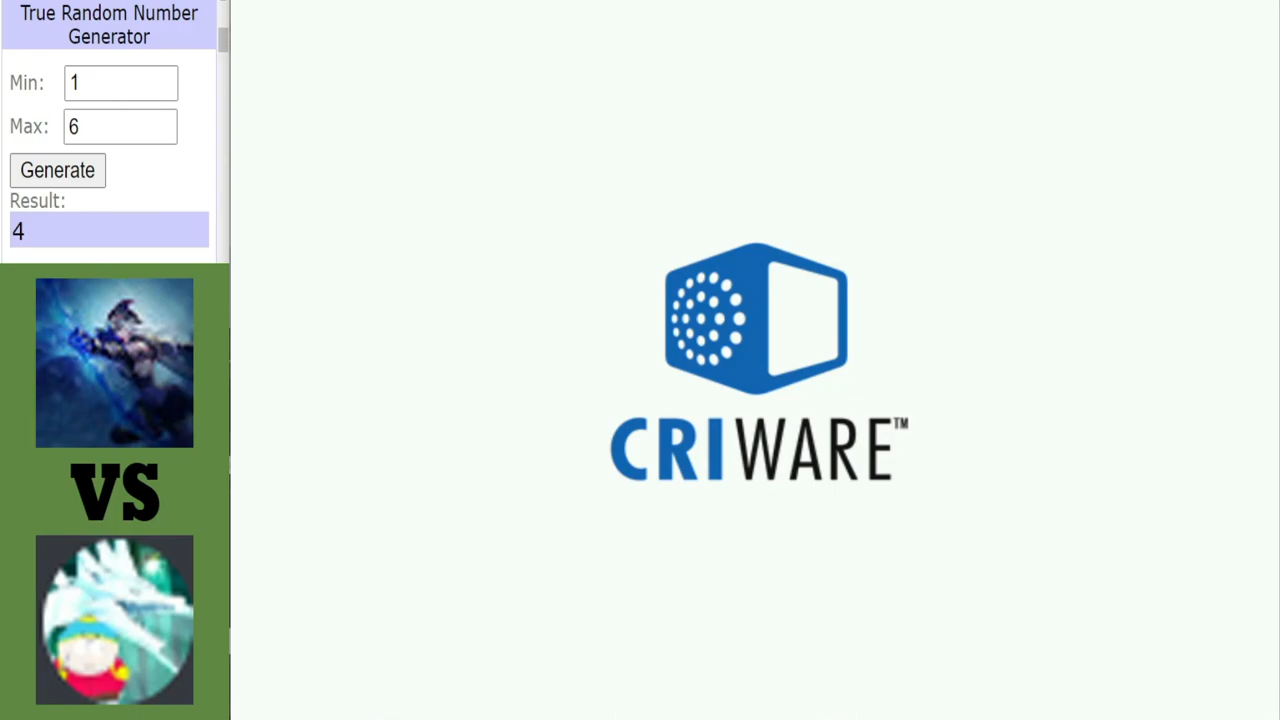 True Random Number
Generator
Min: 1
Max: 6
Generate
Result:
4
VS
CRIWARE™